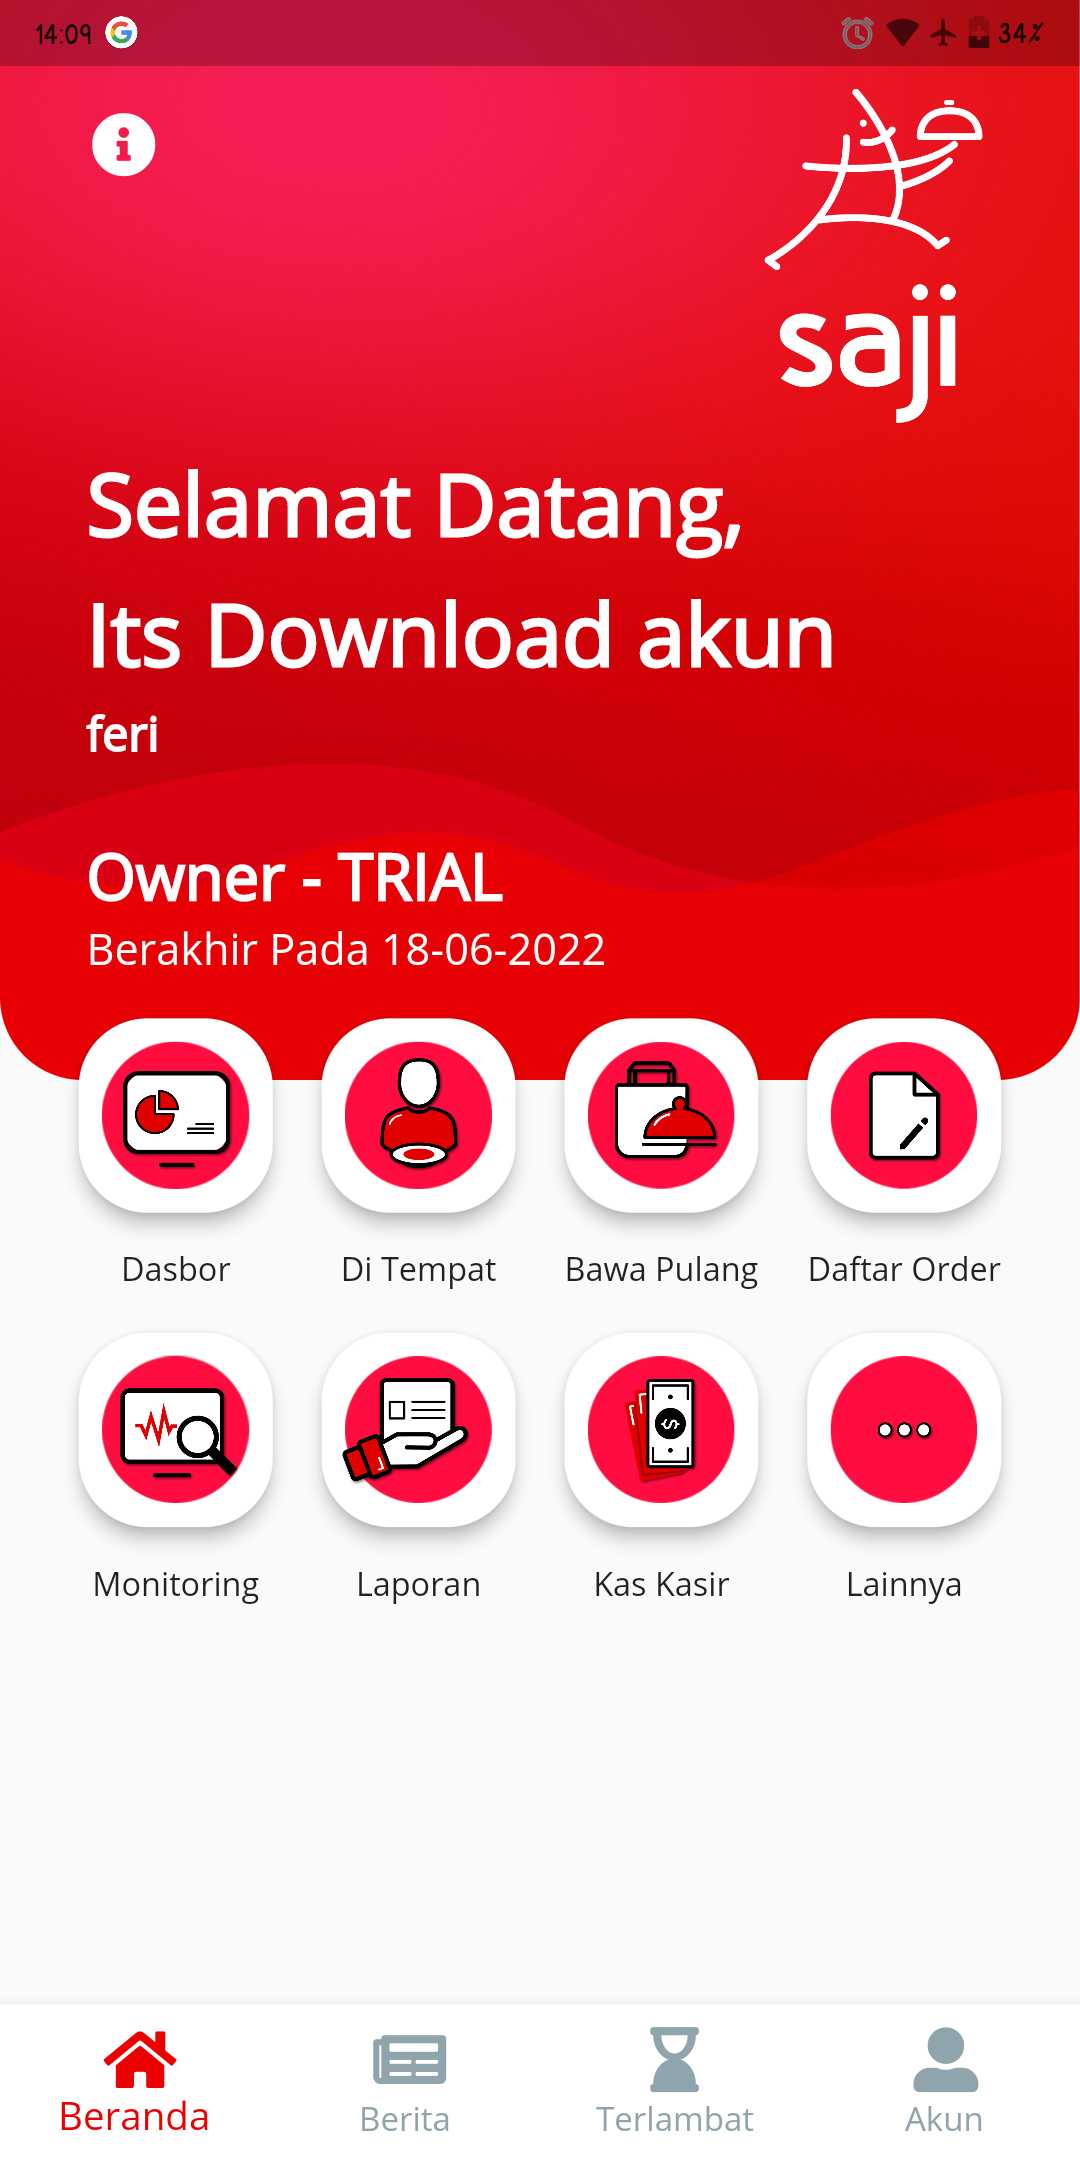 14:09
34%
saji
Selamat Datang,
Its Download akun
feri
Owner - TRIAL
Berakhir Pada 18-06-2022
Dasbor
Di Tempat
Bawa Pulang
Daftar Order
Monitoring
Laporan
Kas Kasir
Lainnya
Beranda
Berita
Terlambat
Akun